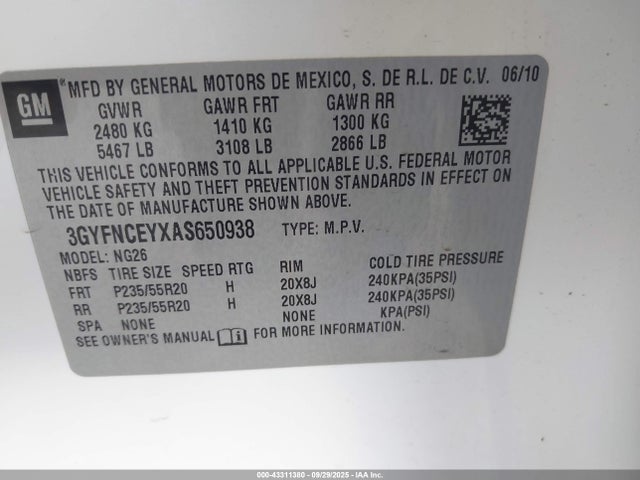 GM
®MFD BY GENERAL MOTORS DE MEXICO, S. DE R.L. DE C.V. 06/10
GVWR GAWR FRT GAWR RR
2480 KG 1410 KG 1300 KG
5467 LB 3108 LB 2866 LB
THIS VEHICLE CONFORMS TO ALL APPLICABLE U.S. FEDERAL MOTOR
VEHICLE SAFETY AND THEFT PREVENTION STANDARDS IN EFFECT ON
THE DATE OF MANUFACTURE SHOWN ABOVE.
3GYFNCEYXAS650938 TYPE: M.P.V.
MODEL: NG26
NBFS TIRE SIZE SPEED RTG RIM COLD TIRE PRESSURE
FRT P235/55R20 H 20X8J 240KPA(35PSI)
RR P235/55R20 H 20X8J 240KPA(35PSI)
SPA NONE NONE KPA(PSI)
SEE OWNER'S MANUAL FOR MORE INFORMATION.
000-43311380 - 09/29/2025 - IAAI.COM